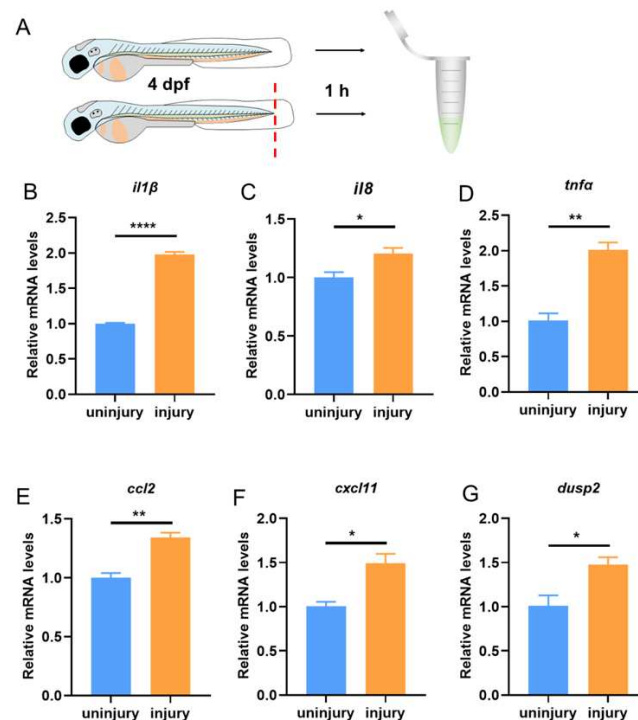 A
4 dpf
1 h
B
il1β
****
Relative mRNA levels
2.5
2.0
1.5
1.0
0.5
0.0
uninjury injury
C
il8
*
Relative mRNA levels
1.5
1.0
0.5
0.0
uninjury injury
D
tnfα
**
Relative mRNA levels
2.5
2.0
1.5
1.0
0.5
0.0
uninjury injury
E
ccl2
**
Relative mRNA levels
1.5
1.0
0.5
0.0
uninjury injury
F
cxcl11
*
Relative mRNA levels
2.0
1.5
1.0
0.5
0.0
uninjury injury
G
dusp2
*
Relative mRNA levels
2.0
1.5
1.0
0.5
0.0
uninjury injury